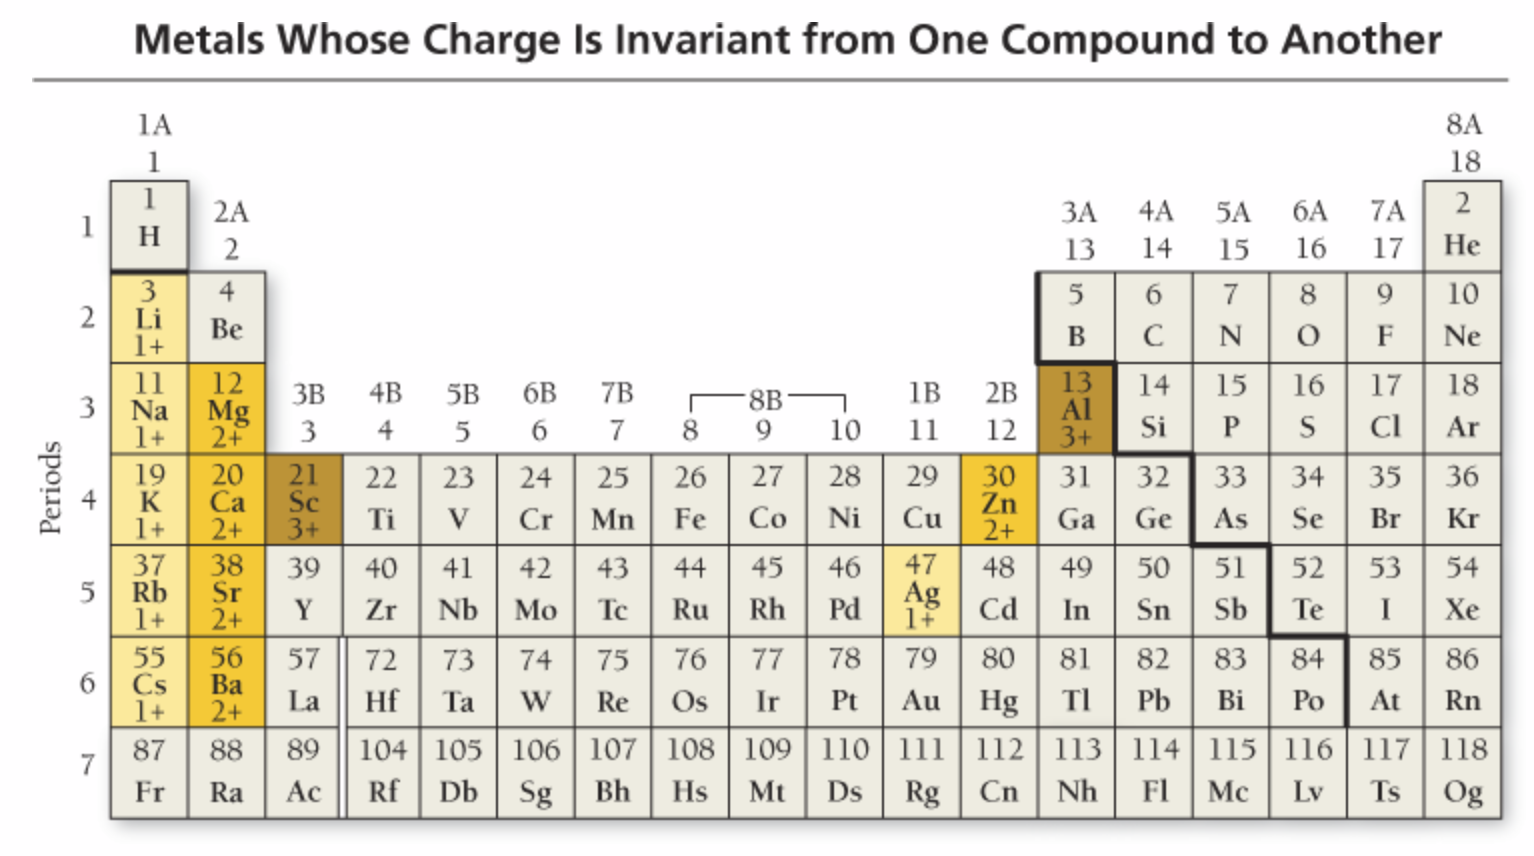 Metals Whose Charge Is Invariant from One Compound to Another
1A 8A
1 18
1 2A 3A 4A 5A 6A 7A 2
1 H 2 13 14 15 16 17 He
3 4 5 6 7 8 9 10
2 Li Be B C N O F Ne
1+
11 12 3B 4B 5B 6B 7B 8B 1B 2B 13 14 15 16 17 18
3 Na Mg 3 4 5 6 7 8 9 10 11 12 Al Si P S Cl Ar
1+ 2+ 3+
Periods
19 20 21 22 23 24 25 26 27 28 29 30 31 32 33 34 35 36
4 K Ca Sc Ti V Cr Mn Fe Co Ni Cu Zn Ga Ge As Se Br Kr
1+ 2+ 3+ 2+
37 38 39 40 41 42 43 44 45 46 47 48 49 50 51 52 53 54
5 Rb Sr Y Zr Nb Mo Tc Ru Rh Pd Ag Cd In Sn Sb Te I Xe
1+ 2+ 1+
55 56 57 72 73 74 75 76 77 78 79 80 81 82 83 84 85 86
6 Cs Ba La Hf Ta W Re Os Ir Pt Au Hg Tl Pb Bi Po At Rn
1+ 2+
87 88 89 104 105 106 107 108 109 110 111 112 113 114 115 116 117 118
7 Fr Ra Ac Rf Db Sg Bh Hs Mt Ds Rg Cn Nh Fl Mc Lv Ts Og